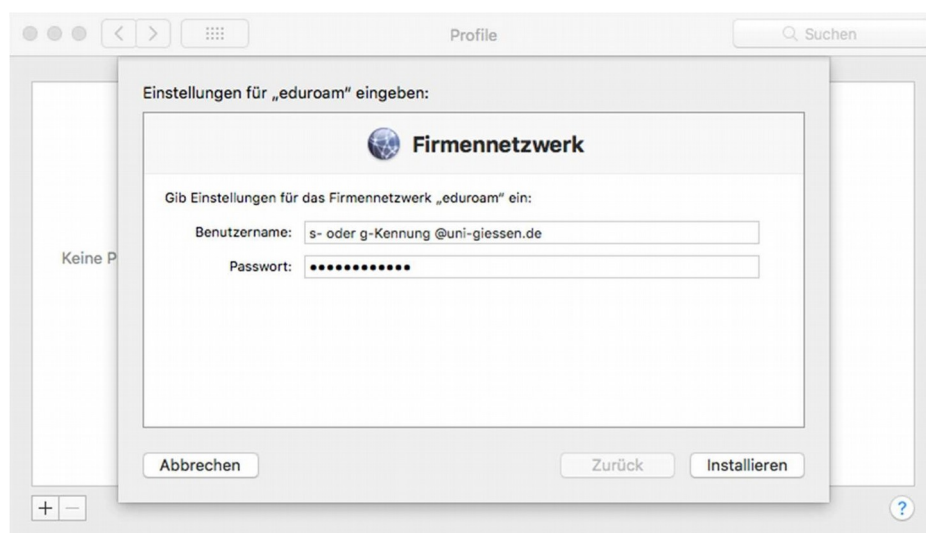 Profile
Suchen
Einstellungen für „eduroam“ eingeben:
Firmennetzwerk
Gib Einstellungen für das Firmennetzwerk „eduroam“ ein:
Benutzername: s- oder g-Kennung @uni-giessen.de
Keine P
Passwort: ••••••••••••
Abbrechen
Zurück
Installieren
+ −
?